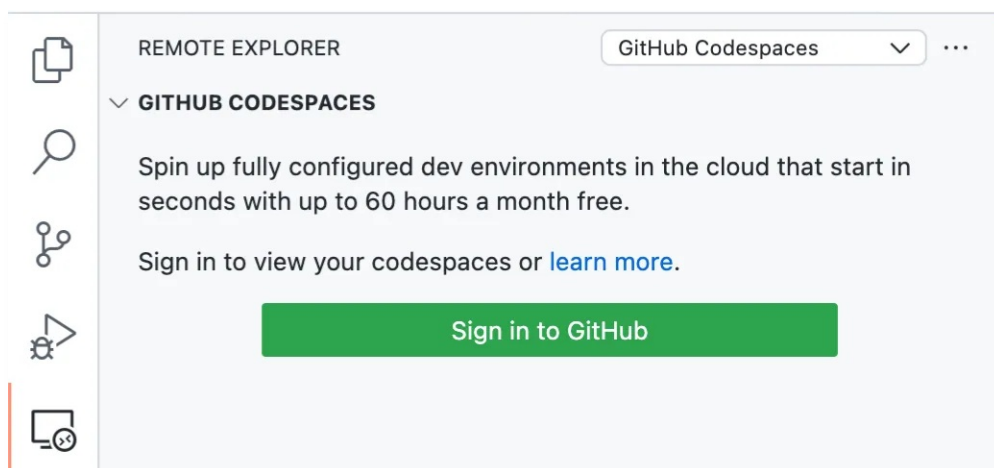 REMOTE EXPLORER
GitHub Codespaces
GITHUB CODESPACES
Spin up fully configured dev environments in the cloud that start in
seconds with up to 60 hours a month free.
Sign in to view your codespaces or learn more.
Sign in to GitHub